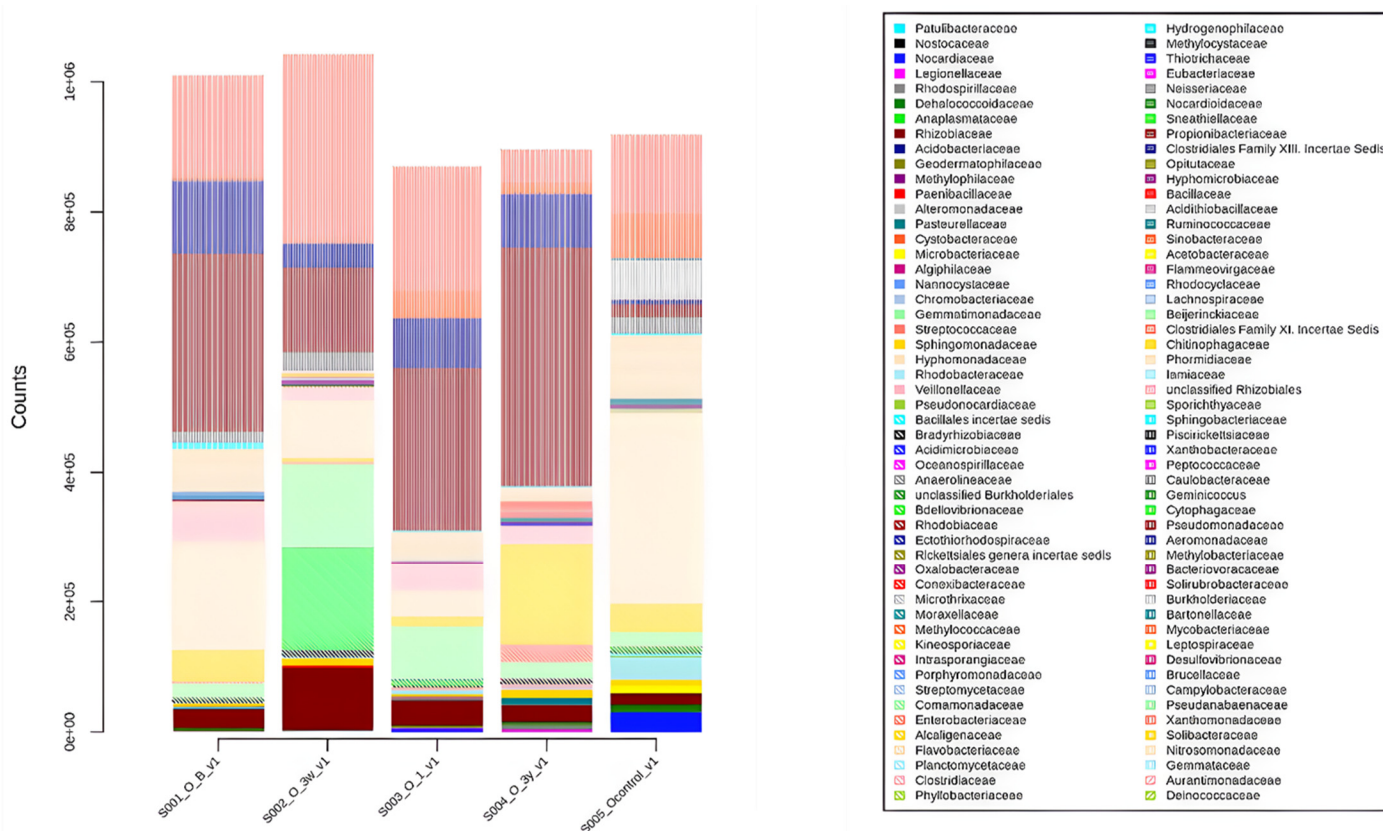 Counts
1e+06
8e+05
6e+05
4e+05
2e+05
0e+00
S001_O_B_v1
S002_O_3w_v1
S003_O_1_v1
S004_O_3y_v1
S005_Ocontrol_v1
Patulibacteraceae
Nostocaceae
Nocardiaceae
Legionellaceae
Rhodospirillaceae
Dehalococcoidaceae
Anaplasmataceae
Rhizobiaceae
Acidobacteriaceae
Geodermatophilaceae
Methylophilaceae
Paenibacillaceae
Alteromonadaceae
Pasteurellaceae
Cystobacteraceae
Microbacteriaceae
Algiphilaceae
Nannocystaceae
Chromobacteriaceae
Gemmatimonadaceae
Streptococcaceae
Sphingomonadaceae
Hyphomonadaceae
Rhodobacteraceae
Veillonellaceae
Pseudonocardiaceae
Bacillales incertae sedis
Bradyrhizobiaceae
Acidimicrobiaceae
Oceanospirillaceae
Anaerolineaceae
unclassified Burkholderiales
Bdellovibrionaceae
Rhodobiaceae
Ectothiorhodospiraceae
Rickettsiales genera incertae sedis
Oxalobacteraceae
Conexibacteraceae
Microthrixaceae
Moraxellaceae
Methylococcaceae
Kineosporiaceae
Intrasporangiaceae
Porphyromonadaceae
Streptomycetaceae
Comamonadaceae
Enterobacteriaceae
Alcaligenaceae
Flavobacteriaceae
Planctomycetaceae
Clostridiaceae
Phyllobacteriaceae
Hydrogenophilaceae
Methylocystaceae
Thiotrichaceae
Eubacteriaceae
Neisseriaceae
Nocardioidaceae
Sneathiellaceae
Propionibacteriaceae
Clostridiales Family XIII. Incertae Sedis
Opitutaceae
Hyphomicrobiaceae
Bacillaceae
Acidithiobacillaceae
Ruminococcaceae
Sinobacteraceae
Acetobacteraceae
Flammeovirgaceae
Rhodocyclaceae
Lachnospiraceae
Beijerinckiaceae
Clostridiales Family XI. Incertae Sedis
Chitinophagaceae
Phormidiaceae
Iamiaceae
unclassified Rhizobiales
Sporichthyaceae
Sphingobacteriaceae
Piscirickettsiaceae
Xanthobacteraceae
Peptococcaceae
Caulobacteraceae
Geminicoccus
Cytophagaceae
Pseudomonadaceae
Aeromonadaceae
Methylobacteriaceae
Bacteriovoracaceae
Solirubrobacteraceae
Burkholderiaceae
Bartonellaceae
Mycobacteriaceae
Leptospiraceae
Desulfovibrionaceae
Brucellaceae
Campylobacteraceae
Pseudanabaenaceae
Xanthomonadaceae
Solibacteraceae
Nitrosomonadaceae
Gemmataceae
Aurantimonadaceae
Deinococcaceae